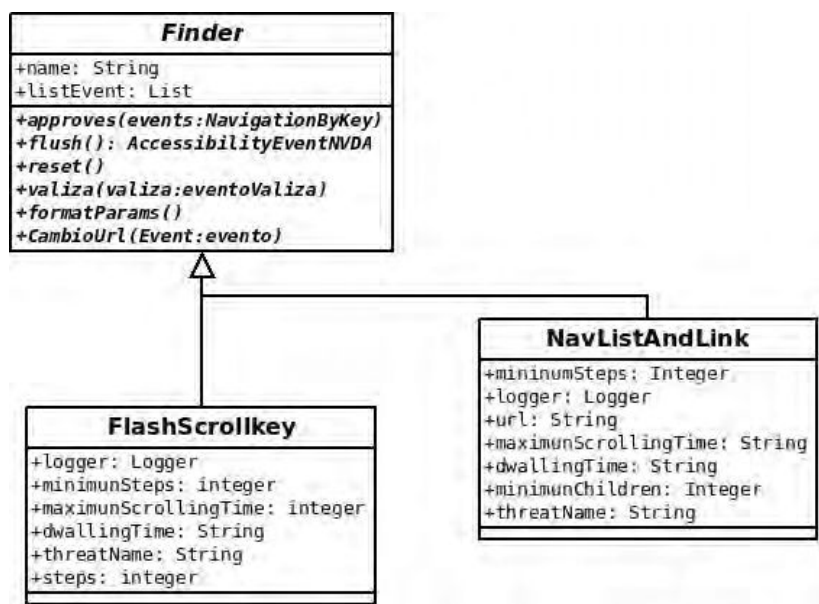 Finder
+name: String
+listEvent: List
+approves(events:NavigationByKey)
+flush(): AccessibilityEventNVDA
+reset()
+valiza(valiza:eventoValiza)
+formatParams()
+CambioUrl(Event:evento)
NavListAndLink
+mininumSteps: Integer
+logger: Logger
+url: String
+maximunScrollingTime: String
+dwallingTime: String
+minimunChildren: Integer
+threatName: String
FlashScrollkey
+logger: Logger
+minimunSteps: integer
+maximunScrollingTime: integer
+dwallingTime: String
+threatName: String
+steps: integer